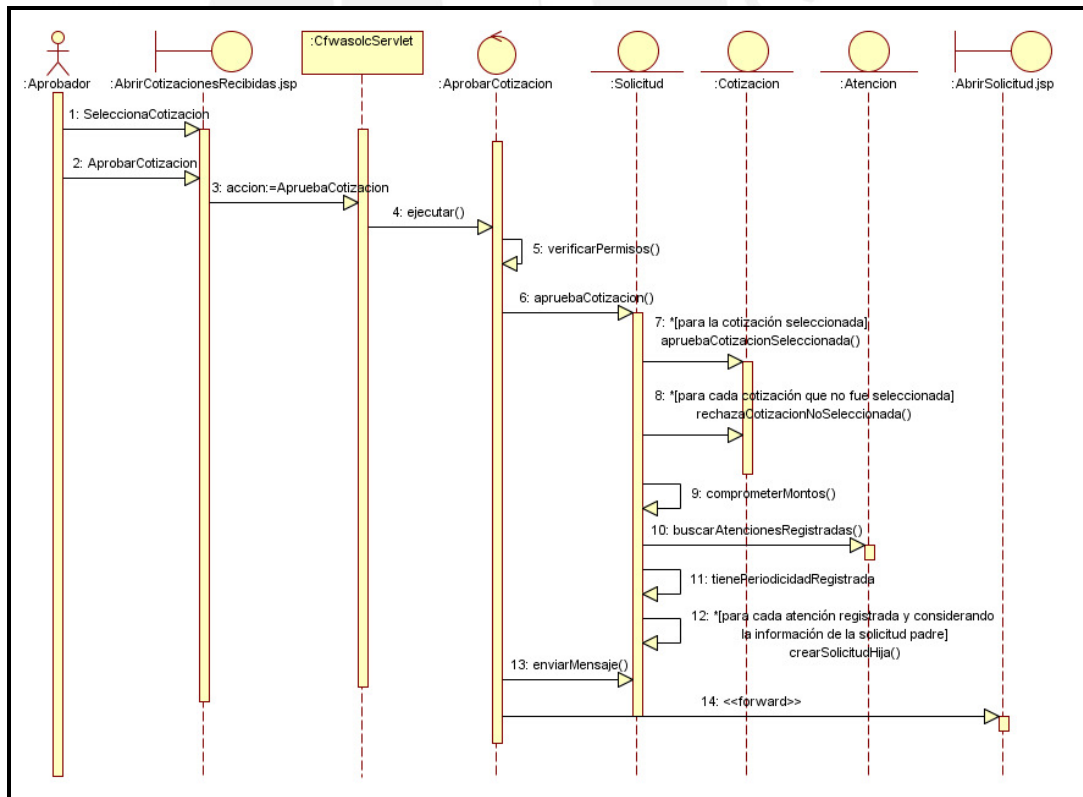 :Aprobador
:AbrirCotizacionesRecibidas.jsp
:CfwasolcServlet
:AprobarCotizacion
:Solicitud
:Cotizacion
:Atencion
:AbrirSolicitud.jsp
1: SeleccionaCotizacion
2: AprobarCotizacion
3: accion:=ApruebaCotizacion
4: ejecutar()
5: verificarPermisos()
6: apruebaCotizacion()
7: *[para la cotización seleccionada]
apruebaCotizacionSeleccionada()
8: *[para cada cotización que no fue seleccionada]
rechazaCotizacionNoSeleccionada()
9: comprometerMontos()
10: buscarAtencionesRegistradas()
11: tienePeriodicidadRegistrada
12: *[para cada atención registrada y considerando
la información de la solicitud padre]
crearSolicitudHija()
13: enviarMensaje()
14: <<forward>>